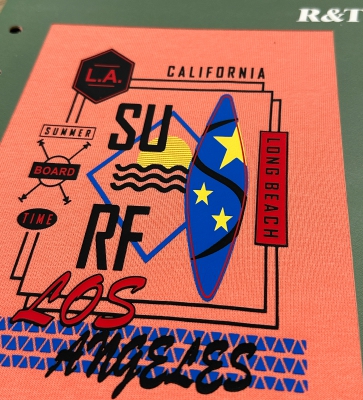 R&T
L.A.
CALIFORNIA
SUMMER
BOARD
TIME
SU
RF
LONG BEACH
LOS
ANGELES